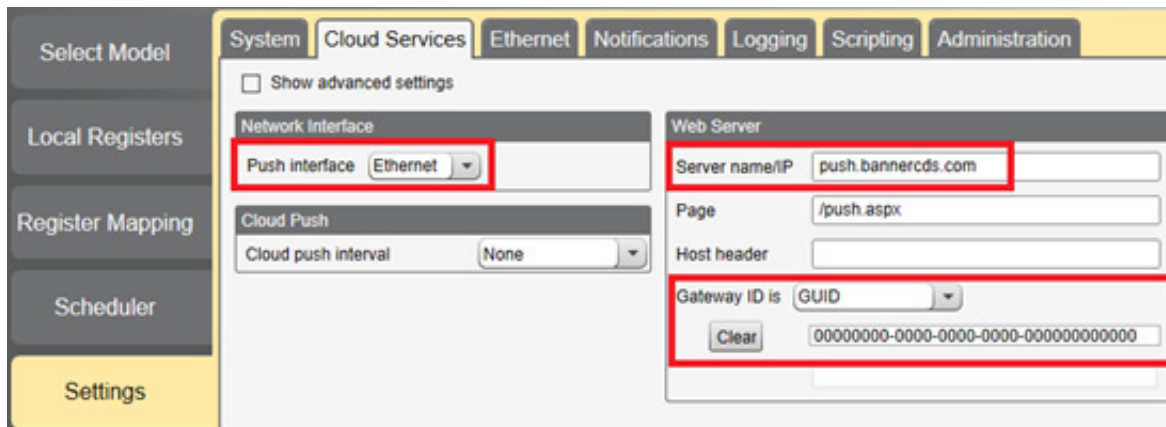 Select Model
Local Registers
Register Mapping
Scheduler
Settings
System Cloud Services Ethernet Notifications Logging Scripting Administration
Show advanced settings
Network Interface
Push interface Ethernet
Cloud Push
Cloud push interval None
Web Server
Server name/IP push.bannercds.com
Page /push.aspx
Host header
Gateway ID is GUID
Clear 00000000-0000-0000-0000-000000000000